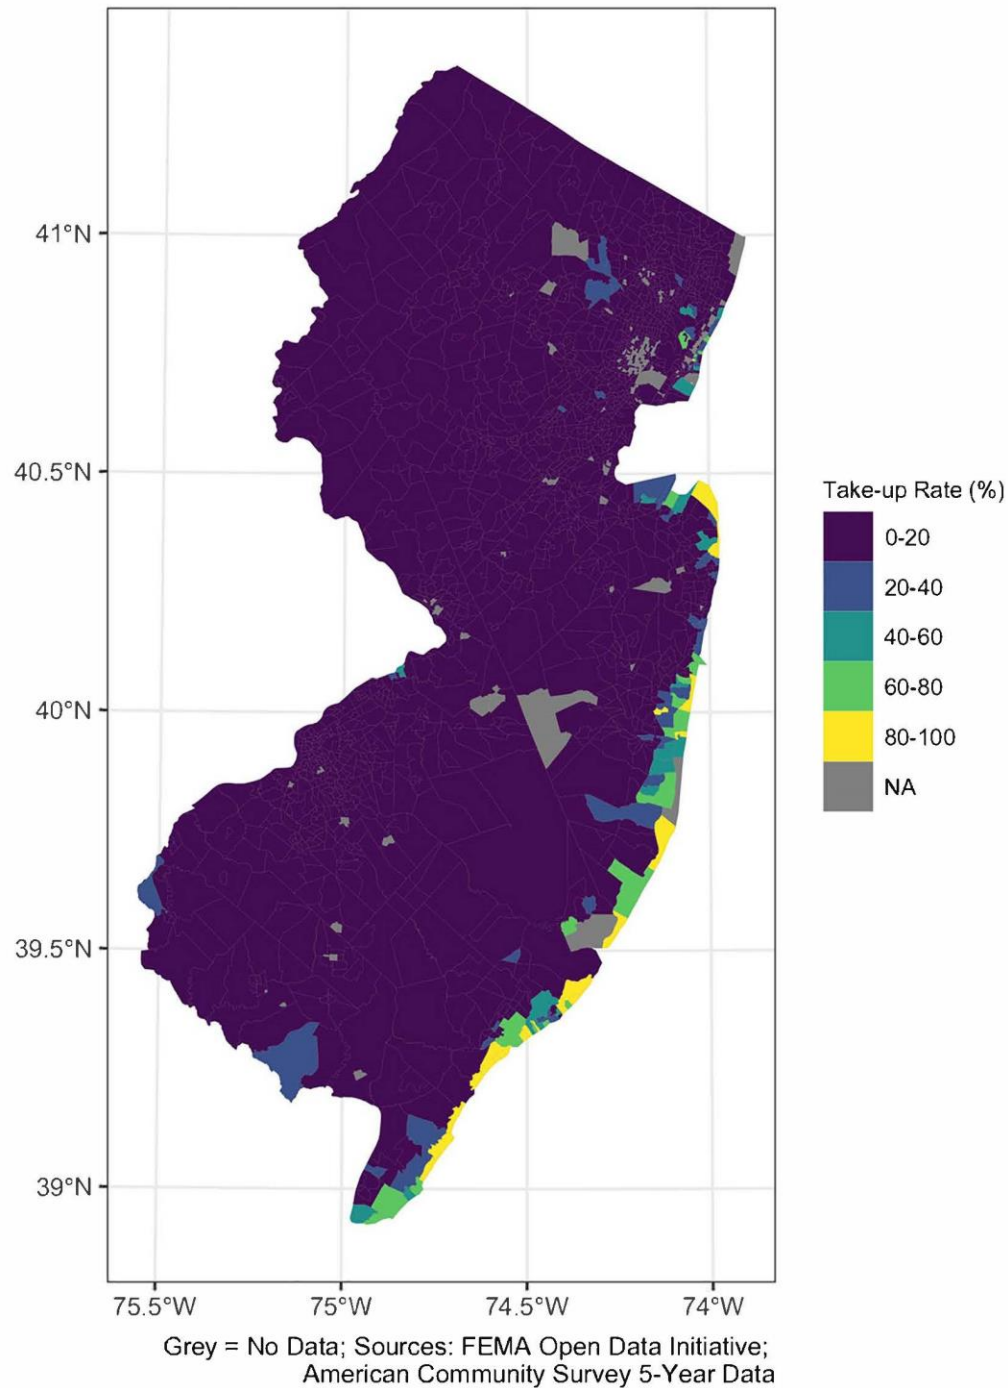 41°N
40.5°N
40°N
39.5°N
39°N
75.5°W
75°W
74.5°W
74°W
Take-up Rate (%)
0-20
20-40
40-60
60-80
80-100
NA
Grey = No Data; Sources: FEMA Open Data Initiative;
American Community Survey 5-Year Data